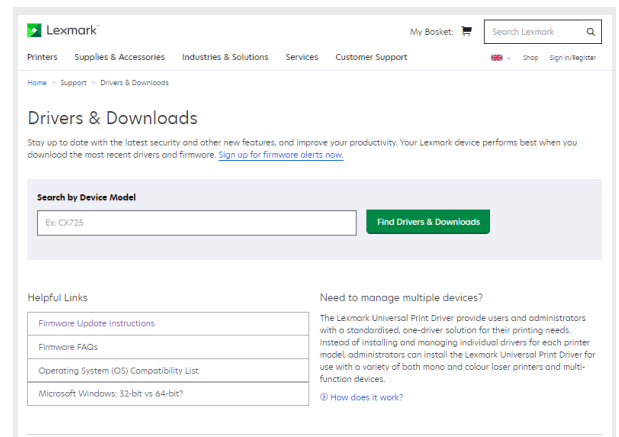 Lexmark™
My Basket:
Search Lexmark
Printers Supplies & Accessories Industries & Solutions Services Customer Support
Shop Sign In/Register
Home > Support > Drivers & Downloads
Drivers & Downloads
Stay up to date with the latest security and other new features, and improve your productivity. Your Lexmark device performs best when you
download the most recent drivers and firmware. Sign up for firmware alerts now.
Search by Device Model
Ex: CX725
Find Drivers & Downloads
Helpful Links
Firmware Update Instructions
Firmware FAQs
Operating System (OS) Compatibility List
Microsoft Windows: 32-bit vs 64-bit?
Need to manage multiple devices?
The Lexmark Universal Print Driver provide users and administrators
with a standardised, one-driver solution for their printing needs.
Instead of installing and managing individual drivers for each printer
model, administrators can install the Lexmark Universal Print Driver for
use with a variety of both mono and colour laser printers and multi-
function devices.
How does it work?